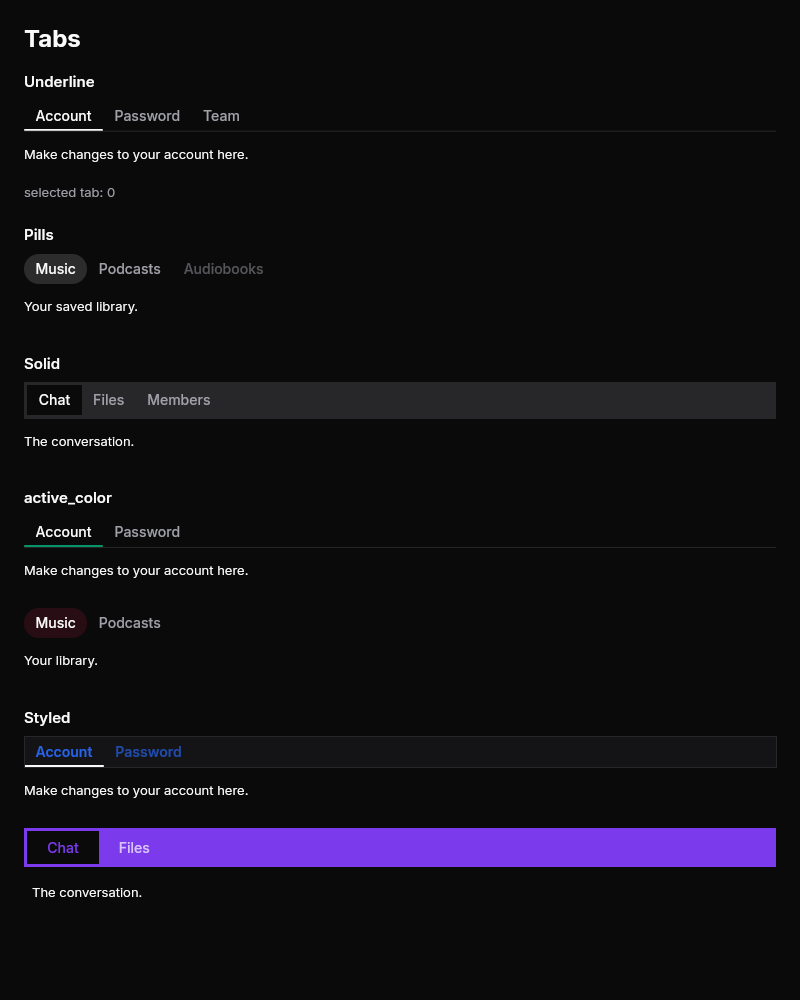 Tabs
Underline
Account Password Team
Make changes to your account here.
selected tab: 0
Pills
Music Podcasts Audiobooks
Your saved library.
Solid
Chat Files Members
The conversation.
active_color
Account Password
Make changes to your account here.
Music Podcasts
Your library.
Styled
Account Password
Make changes to your account here.
Chat Files
The conversation.